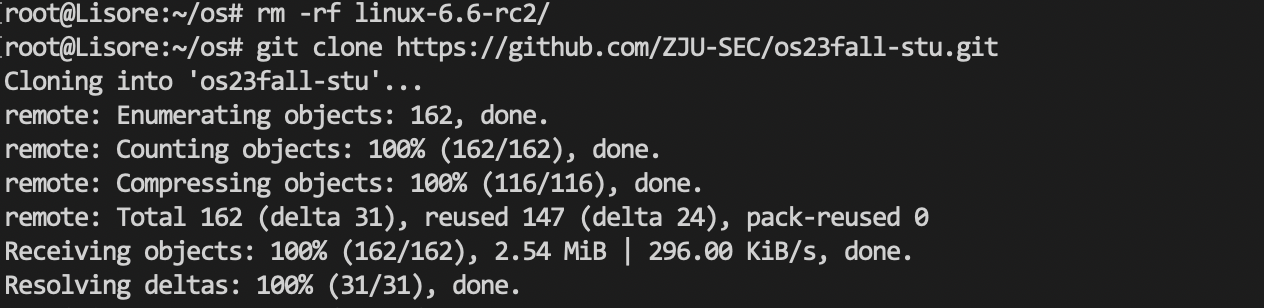 [root@Lisore:~/os# rm -rf linux-6.6-rc2/
[root@Lisore:~/os# git clone https://github.com/ZJU-SEC/os23fall-stu.git
Cloning into 'os23fall-stu'...
remote: Enumerating objects: 162, done.
remote: Counting objects: 100% (162/162), done.
remote: Compressing objects: 100% (116/116), done.
remote: Total 162 (delta 31), reused 147 (delta 24), pack-reused 0
Receiving objects: 100% (162/162), 2.54 MiB | 296.00 KiB/s, done.
Resolving deltas: 100% (31/31), done.